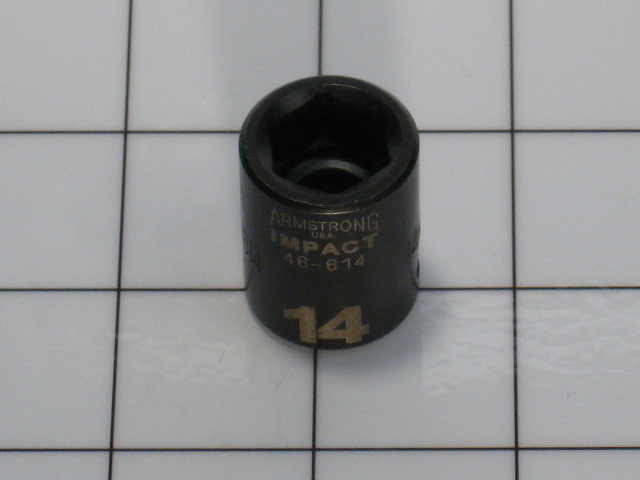 ARMSTRONG
USA
IMPACT
46-614
14